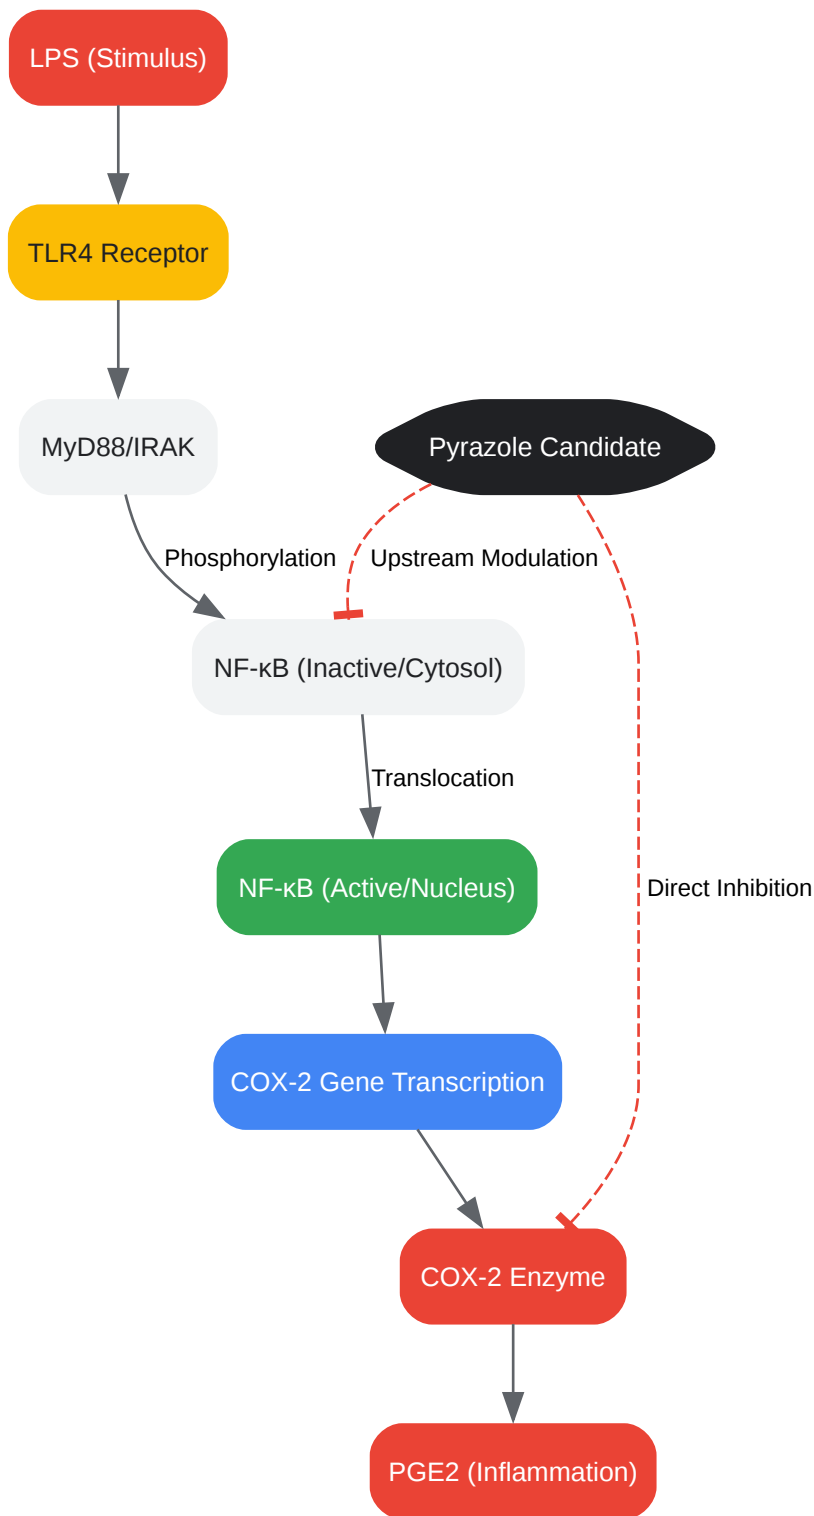 LPS (Stimulus)
TLR4 Receptor
MyD88/IRAK
Pyrazole Candidate
Phosphorylation
Upstream Modulation
NF-κB (Inactive/Cytosol)
Translocation
NF-κB (Active/Nucleus)
Direct Inhibition
COX-2 Gene Transcription
COX-2 Enzyme
PGE2 (Inflammation)